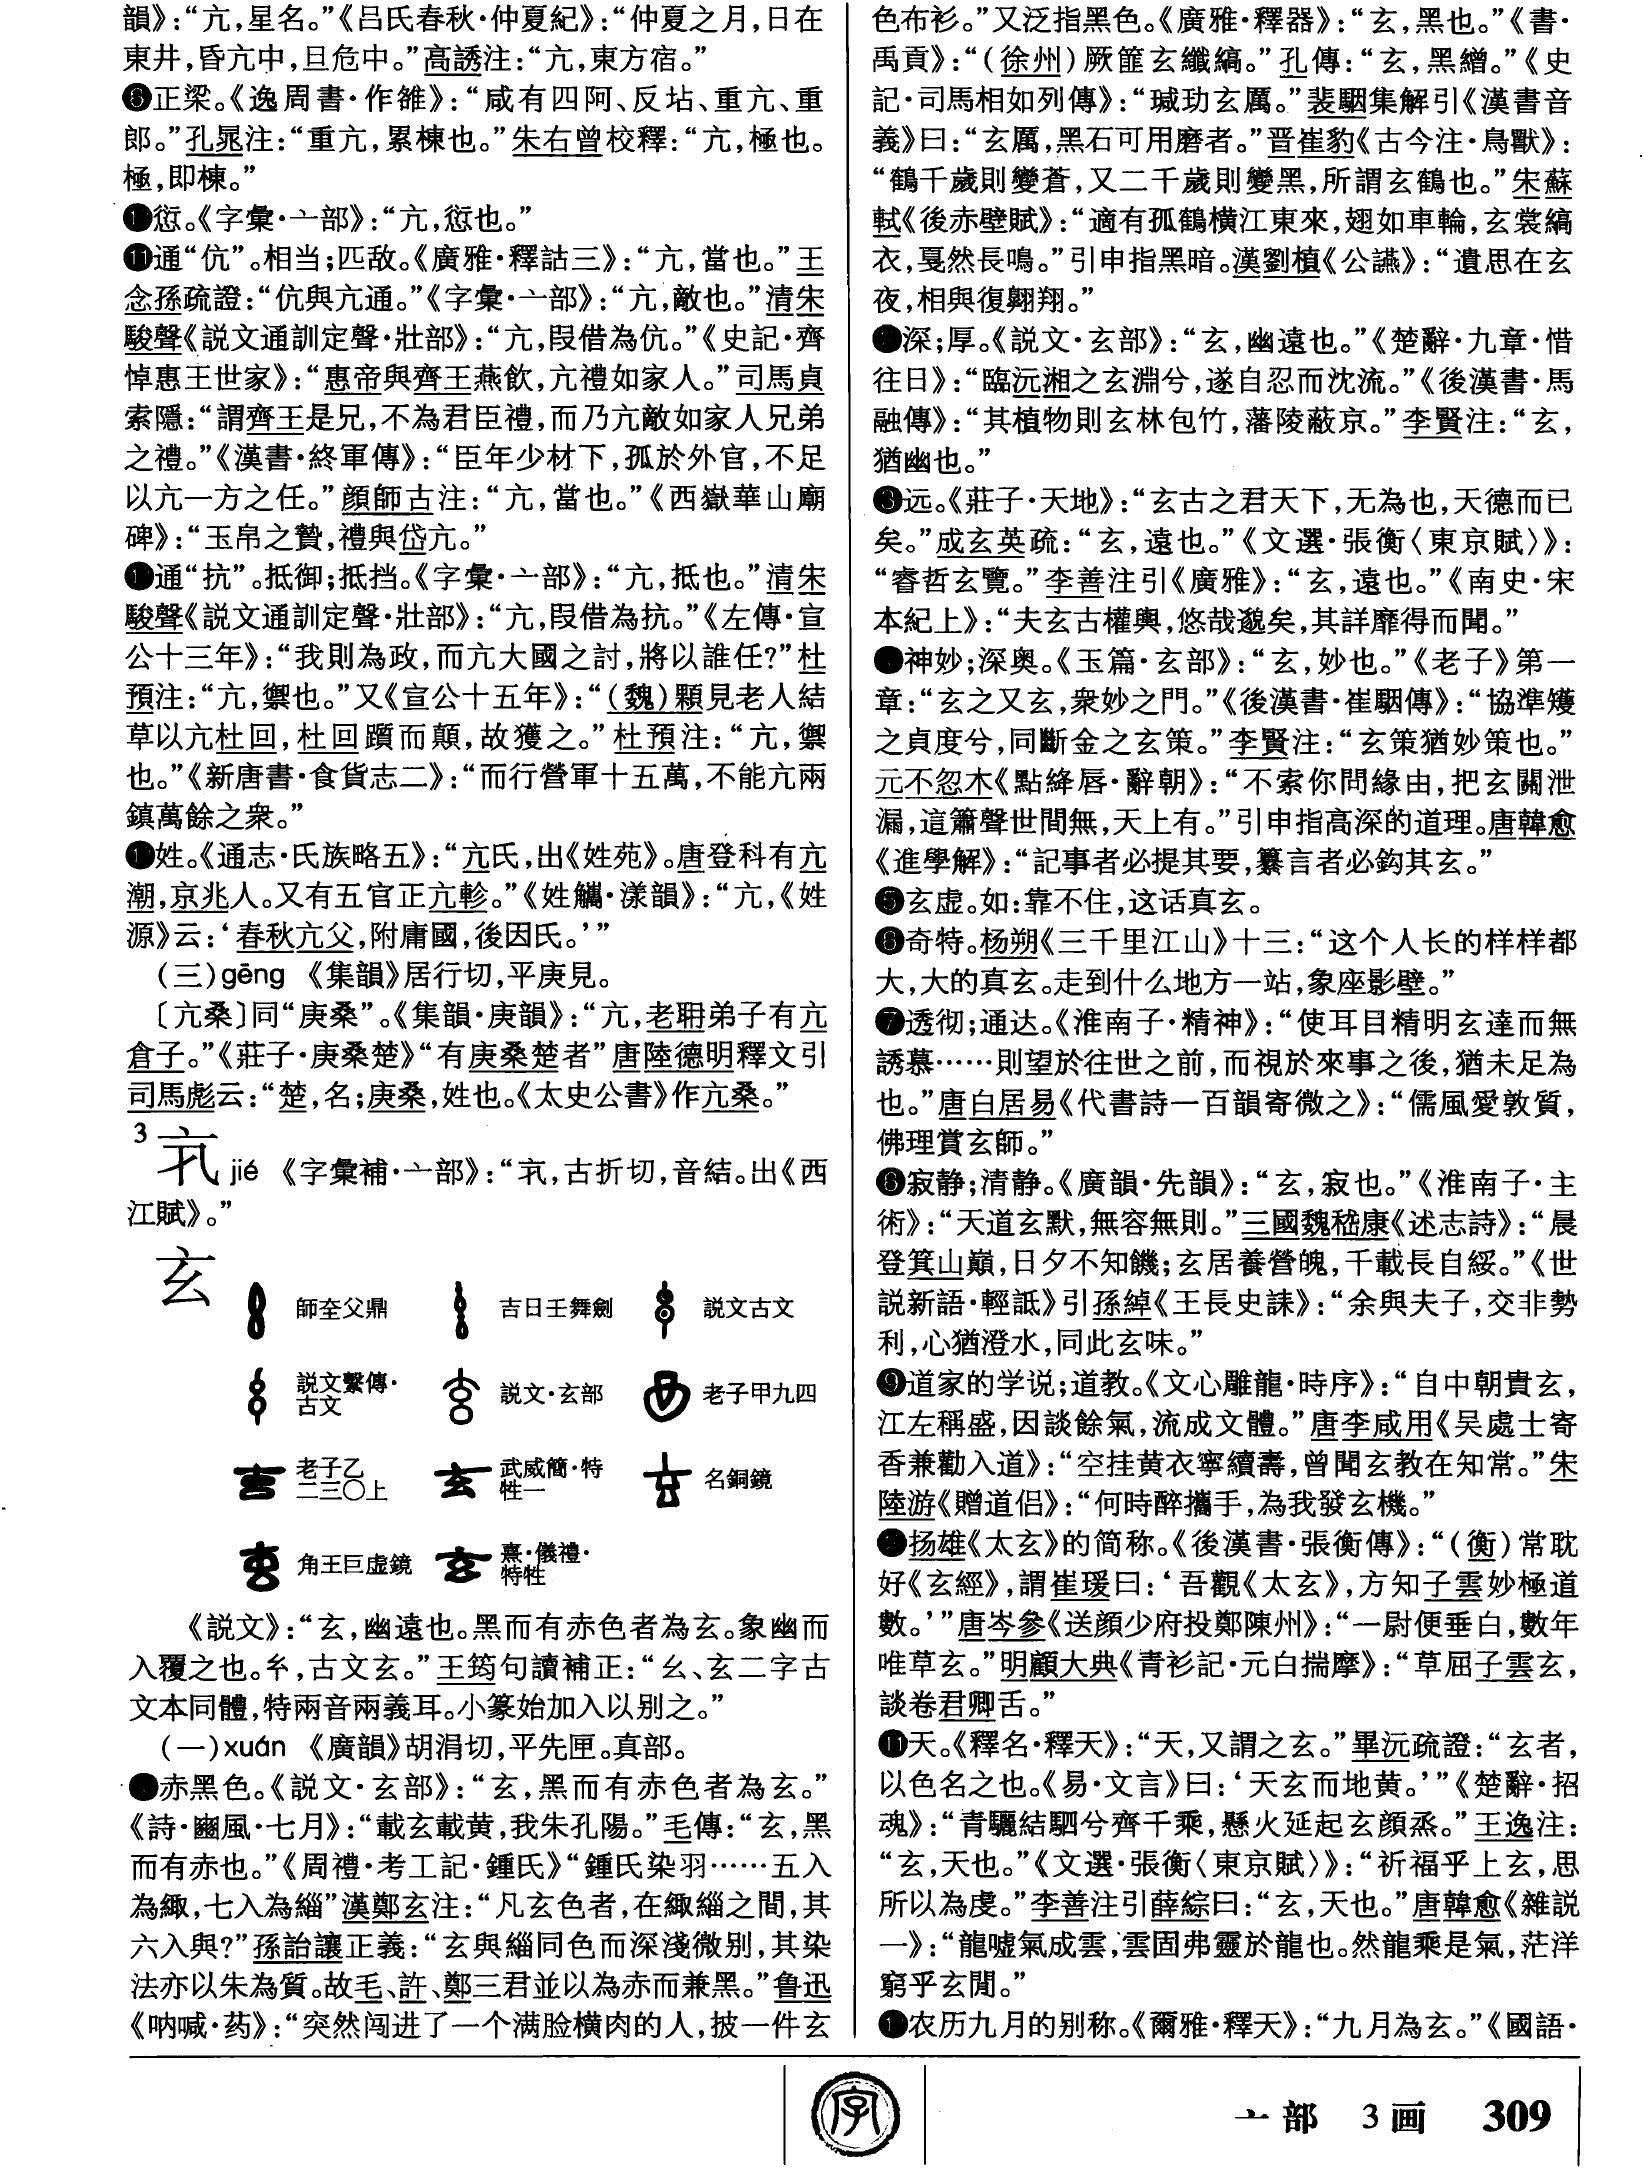 韻》：“亢，星名。”《吕氏春秋·仲夏紀》：“仲夏之月，日在
東井，昏亢中，旦危中。”高誘注：“亢，東方宿。”
正梁。《逸周書·作雒》：“咸有四阿、反坫、重亢、重
郎。”孔晁注：“重亢，累棟也。”朱右曾校釋：“亢，極也。
極，即棟。”
愆。《字彙·亠部》：“亢，愆也。”
⓫通“伉”。相当；匹敌。《廣雅·釋詁三》：“亢，當也。”王
念孫疏證：“伉與亢通。”《字彙·亠部》：“亢，敵也。”清朱
駿聲《説文通訓定聲·壯部》：“亢，叚借為伉。”《史記·齊
悼惠王世家》：“惠帝與齊王燕飲，亢禮如家人。”司馬貞
索隱：“謂齊王是兄，不為君臣禮，而乃亢敵如家人兄弟
之禮。”《漢書·終軍傳》：“臣年少材下，孤於外官，不足
以亢一方之任。”顔師古注：“亢，當也。”《西嶽華山廟
碑》：“玉帛之贄，禮與岱亢。”
通“抗”。抵御；抵挡。《字彙·亠部》：“亢，抵也。”清朱
駿聲《説文通訓定聲·壯部》：“亢，叚借為抗。”《左傳·宣
公十三年》：“我則為政，而亢大國之討，將以誰任？”杜
預注：“亢，禦也。”又《宣公十五年》：“（魏）顆見老人結
草以亢杜回，杜回躓而顛，故獲之。”杜預注：“亢，禦
也。”《新唐書·食貨志二》：“而行營軍十五萬，不能亢兩
鎮萬餘之衆。”
姓。《通志·氏族略五》：“亢氏，出《姓苑》。唐登科有亢
潮，京兆人。又有五官正亢軫。”《姓觿·漾韻》：“亢，《姓
源》云：‘春秋亢父，附庸國，後因氏。’”
（三）gēng 《集韻》居行切，平庚見。
〔亢桑〕同“庚桑”。《集韻·庚韻》：“亢，老耼弟子有亢
倉子。”《莊子·庚桑楚》“有庚桑楚者”唐陸德明釋文引
司馬彪云：“楚，名；庚桑，姓也。《太史公書》作亢桑。”
3
jié 《字彙補·亠部》：“，古折切，音結。出《西
江賦》。”
玄
師㝨父鼎 吉日壬舞劍 説文古文
説文繫傳·古文 説文·玄部 老子甲九四
老子乙二三〇上 武威簡·特牲一 名銅鏡
角王巨虚鏡 熹·儀禮·特牲
《説文》：“玄，幽遠也。黑而有赤色者為玄。象幽而
入覆之也。𢆯，古文玄。”王筠句讀補正：“幺、玄二字古
文本同體，特兩音兩義耳。小篆始加入以别之。”
（一）xuán 《廣韻》胡涓切，平先匣。真部。
赤黑色。《説文·玄部》：“玄，黑而有赤色者為玄。”
《詩·豳風·七月》：“載玄載黄，我朱孔陽。”毛傳：“玄，黑
而有赤也。”《周禮·考工記·鍾氏》“鍾氏染羽……五入
為緅，七入為緇”漢鄭玄注：“凡玄色者，在緅緇之間，其
六入與？”孫詒讓正義：“玄與緇同色而深淺微别，其染
法亦以朱為質。故毛、許、鄭三君並以為赤而兼黑。”鲁迅
《呐喊·药》：“突然闯进了一个满脸横肉的人，披一件玄
色布衫。”又泛指黑色。《廣雅·釋器》：“玄，黑也。”《書·
禹貢》：“（徐州）厥篚玄纖縞。”孔傳：“玄，黑繒。”《史
記·司馬相如列傳》：“瑊玏玄厲。”裴駰集解引《漢書音
義》曰：“玄厲，黑石可用磨者。”晋崔豹《古今注·鳥獸》：
“鶴千歲則變蒼，又二千歲則變黑，所謂玄鶴也。”宋蘇
軾《後赤壁賦》：“適有孤鶴横江東來，翅如車輪，玄裳縞
衣，戛然長鳴。”引申指黑暗。漢劉楨《公讌》：“遺思在玄
夜，相與復翱翔。”
深；厚。《説文·玄部》：“玄，幽遠也。”《楚辭·九章·惜
往日》：“臨沅湘之玄淵兮，遂自忍而沈流。”《後漢書·馬
融傳》：“其植物則玄林包竹，藩陵蔽京。”李賢注：“玄，
猶幽也。”
❸远。《莊子·天地》：“玄古之君天下，无為也，天德而已
矣。”成玄英疏：“玄，遠也。”《文選·張衡〈東京賦〉》：
“睿哲玄覽。”李善注引《廣雅》：“玄，遠也。”《南史·宋
本紀上》：“夫玄古權輿，悠哉邈矣，其詳靡得而聞。”
神妙；深奥。《玉篇·玄部》：“玄，妙也。”《老子》第一
章：“玄之又玄，衆妙之門。”《後漢書·崔駰傳》：“協準矱
之貞度兮，同斷金之玄策。”李賢注：“玄策猶妙策也。”
元不忽木《點絳唇·辭朝》：“不索你問緣由，把玄關泄
漏，這簫聲世間無，天上有。”引申指高深的道理。唐韓愈
《進學解》：“記事者必提其要，纂言者必鈎其玄。”
❺玄虚。如：靠不住，这话真玄。
❻奇特。杨朔《三千里江山》十三：“这个人长的样样都
大，大的真玄。走到什么地方一站，象座影壁。”
❼透彻；通达。《淮南子·精神》：“使耳目精明玄達而無
誘慕……則望於往世之前，而視於來事之後，猶未足為
也。”唐白居易《代書詩一百韻寄微之》：“儒風愛敦質，
佛理賞玄師。”
❽寂静；清静。《廣韻·先韻》：“玄，寂也。”《淮南子·主
術》：“天道玄默，無容無則。”三國魏嵇康《述志詩》：“晨
登箕山巔，日夕不知饑；玄居養營魄，千載長自綏。”《世
説新語·輕詆》引孫綽《王長史誄》：“余與夫子，交非勢
利，心猶澄水，同此玄味。”
❾道家的学说；道教。《文心雕龍·時序》：“自中朝貴玄，
江左稱盛，因談餘氣，流成文體。”唐李咸用《吴處士寄
香兼勸入道》：“空挂黄衣寧續壽，曾聞玄教在知常。”宋
陸游《贈道侣》：“何時醉攜手，為我發玄機。”
扬雄《太玄》的简称。《後漢書·張衡傳》：“（衡）常耽
好《玄經》，謂崔瑗曰：‘吾觀《太玄》，方知子雲妙極道
數。’”唐岑參《送顔少府投鄭陳州》：“一尉便垂白，數年
唯草玄。”明顧大典《青衫記·元白揣摩》：“草屈子雲玄，
談卷君卿舌。”
⓫天。《釋名·釋天》：“天，又謂之玄。”畢沅疏證：“玄者，
以色名之也。《易·文言》曰：‘天玄而地黄。’”《楚辭·招
魂》：“青驪結駟兮齊千乘，懸火延起玄顔烝。”王逸注：
“玄，天也。”《文選·張衡〈東京賦〉》：“祈福乎上玄，思
所以為虔。”李善注引薛綜曰：“玄，天也。”唐韓愈《雜説
一》：“龍嘘氣成雲，雲固弗靈於龍也。然龍乘是氣，茫洋
窮乎玄閒。”
农历九月的别称。《爾雅·釋天》：“九月為玄。”《國語·
字
亠部 3画 309